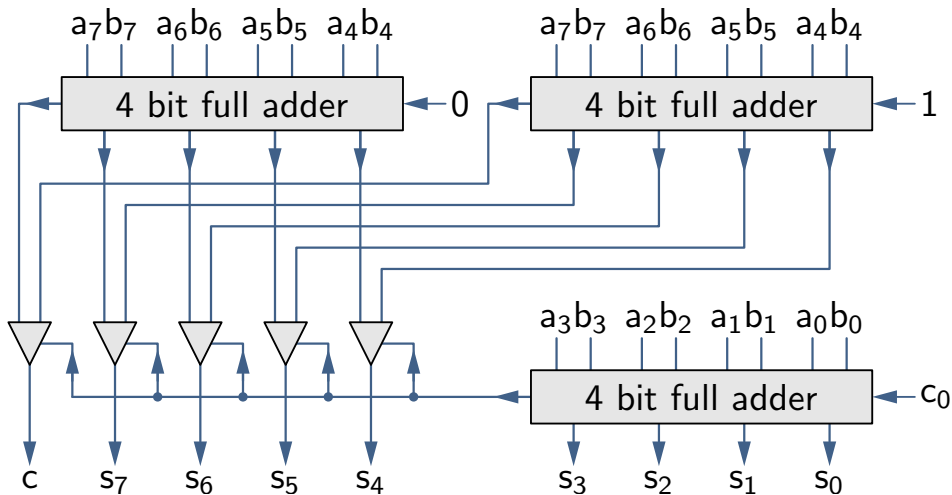 a₇b₇ a₆b₆ a₅b₅ a₄b₄ a₇b₇ a₆b₆ a₅b₅ a₄b₄
4 bit full adder 0 4 bit full adder 1
a₃b₃ a₂b₂ a₁b₁ a₀b₀
4 bit full adder c₀
c s₇ s₆ s₅ s₄ s₃ s₂ s₁ s₀